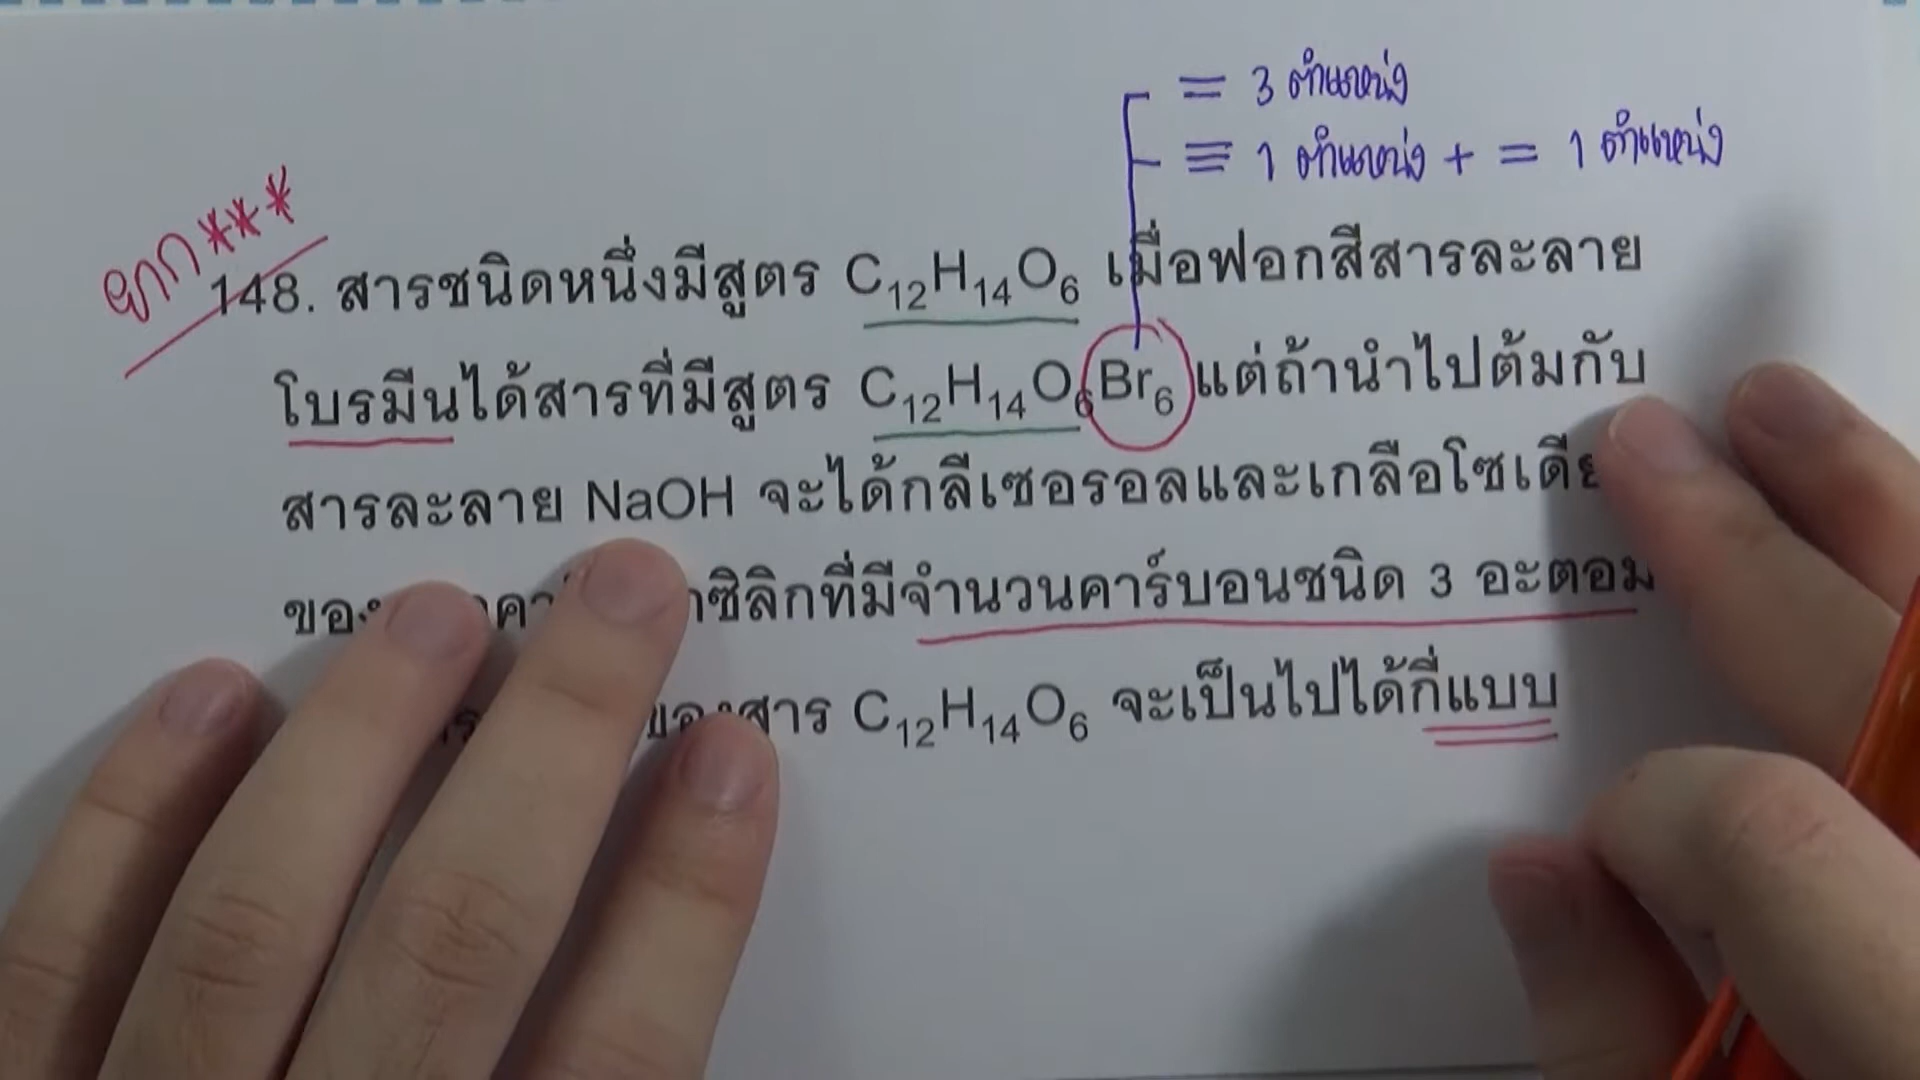 = 3 ตำแหน่ง
≡ 1 ตำแหน่ง + = 1 ตำแหน่ง
ยาก***
148. สารชนิดหนึ่งมีสูตร C₁₂H₁₄O₆ เมื่อฟอกสีสารละลาย
โบรมีนได้สารที่มีสูตร C₁₂H₁₄O₆Br₆ แต่ถ้านำไปต้มกับ
สารละลาย NaOH จะได้กลีเซอรอลและเกลือโซเดีย
ของ ซิลิกที่มีจำนวนคาร์บอนชนิด 3 อะตอม
ของสาร C₁₂H₁₄O₆ จะเป็นไปได้กี่แบบ